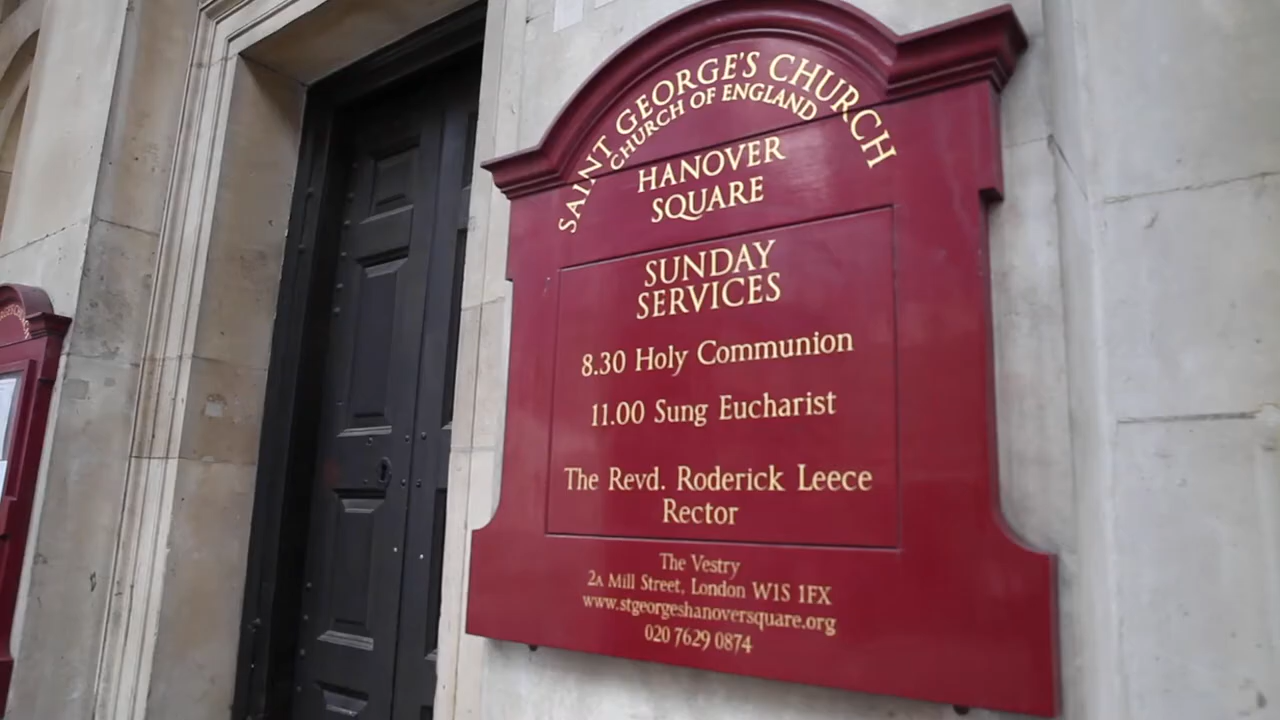 SAINT GEORGE'S CHURCH
CHURCH OF ENGLAND
HANOVER
SQUARE
SUNDAY
SERVICES
8.30 Holy Communion
11.00 Sung Eucharist
The Revd. Roderick Leece
Rector
The Vestry
2A Mill Street, London W1S 1FX
www.stgeorgeshanoversquare.org
020 7629 0874